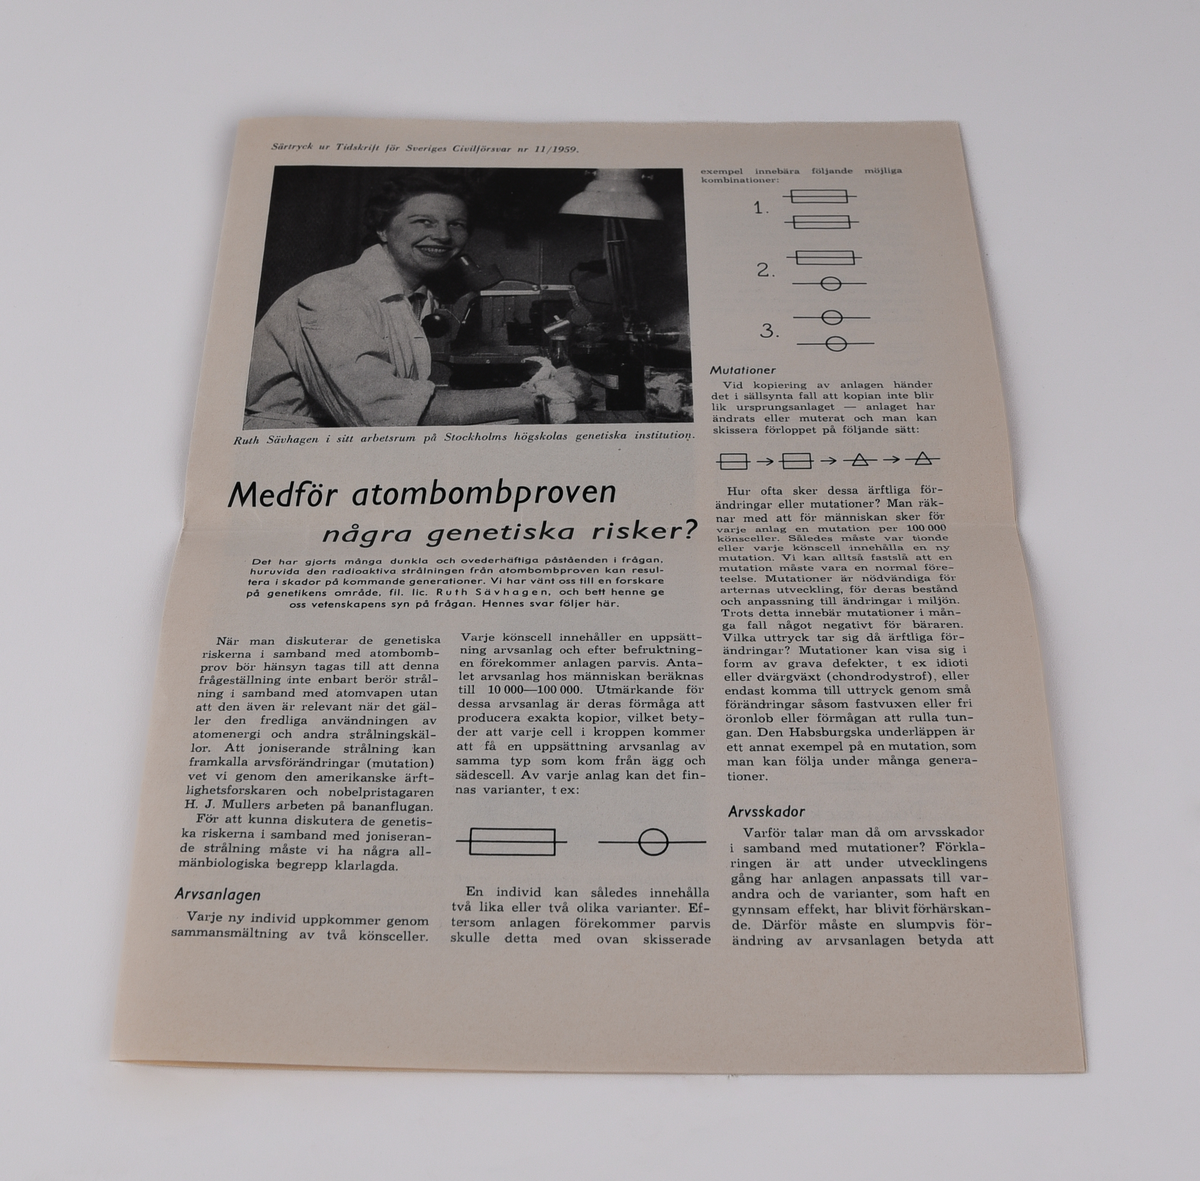 Särtryck ur Tidskrift för Sveriges Civilförsvar nr 11/1959.
Ruth Sävhagen i sitt arbetsrum på Stockholms högskolas genetiska institution.
Medför atombombproven
några genetiska risker?
Det har gjorts många dunkla och ovederhäftiga påståenden i frågan,
huruvida den radioaktiva strålningen från atombombproven kan resul-
tera i skador på kommande generationer. Vi har vänt oss till en forskare
på genetikens område, fil. lic. Ruth Sävhagen, och bett henne ge
oss vetenskapens syn på frågan. Hennes svar följer här.
När man diskuterar de genetiska
riskerna i samband med atombomb-
prov bör hänsyn tagas till att denna
frågeställning inte enbart berör strål-
ning i samband med atomvapen utan
att den även är relevant när det gäl-
ler den fredliga användningen av
atomenergi och andra strålningskäl-
lor. Att joniserande strålning kan
framkalla arvsförändringar (mutation)
vet vi genom den amerikanske ärft-
lighetsforskaren och nobelpristagaren
H. J. Mullers arbeten på bananflugan.
För att kunna diskutera de genetis-
ka riskerna i samband med joniseran-
de strålning måste vi ha några all-
mänbiologiska begrepp klarlagda.
Arvsanlagen
Varje ny individ uppkommer genom
sammansmältning av två könsceller.
Varje könscell innehåller en uppsätt-
ning arvsanlag och efter befruktning-
en förekommer anlagen parvis. Anta-
let arvsanlag hos människan beräknas
till 10 000—100 000. Utmärkande för
dessa arvsanlag är deras förmåga att
producera exakta kopior, vilket bety-
der att varje cell i kroppen kommer
att få en uppsättning arvsanlag av
samma typ som kom från ägg och
sädescell. Av varje anlag kan det fin-
nas varianter, t ex:
En individ kan således innehålla
två lika eller två olika varianter. Ef-
tersom anlagen förekommer parvis
skulle detta med ovan skisserade
exempel innebära följande möjliga
kombinationer:
1.
2.
3.
Mutationer
Vid kopiering av anlagen händer
det i sällsynta fall att kopian inte blir
lik ursprungsanlaget — anlaget har
ändrats eller muterat och man kan
skissera förloppet på följande sätt:
Hur ofta sker dessa ärftliga för-
ändringar eller mutationer? Man räk-
nar med att för människan sker för
varje anlag en mutation per 100 000
könsceller. Således måste var tionde
eller varje könscell innehålla en ny
mutation. Vi kan alltså fastslå att en
mutation måste vara en normal före-
teelse. Mutationer är nödvändiga för
arternas utveckling, för deras bestånd
och anpassning till ändringar i miljön.
Trots detta innebär mutationer i mån-
ga fall något negativt för bäraren.
Vilka uttryck tar sig då ärftliga för-
ändringar? Mutationer kan visa sig i
form av grava defekter, t ex idioti
eller dvärgväxt (chondrodystrof), eller
endast komma till uttryck genom små
förändringar såsom fastvuxen eller fri
öronlob eller förmågan att rulla tun-
gan. Den Habsburgska underläppen är
ett annat exempel på en mutation, som
man kan följa under många genera-
tioner.
Arvsskador
Varför talar man då om arvsskador
i samband med mutationer? Förkla-
ringen är att under utvecklingens
gång har anlagen anpassats till var-
andra och de varianter, som haft en
gynnsam effekt, har blivit förhärskan-
de. Därför måste en slumpvis för-
ändring av arvsanlagen betyda att